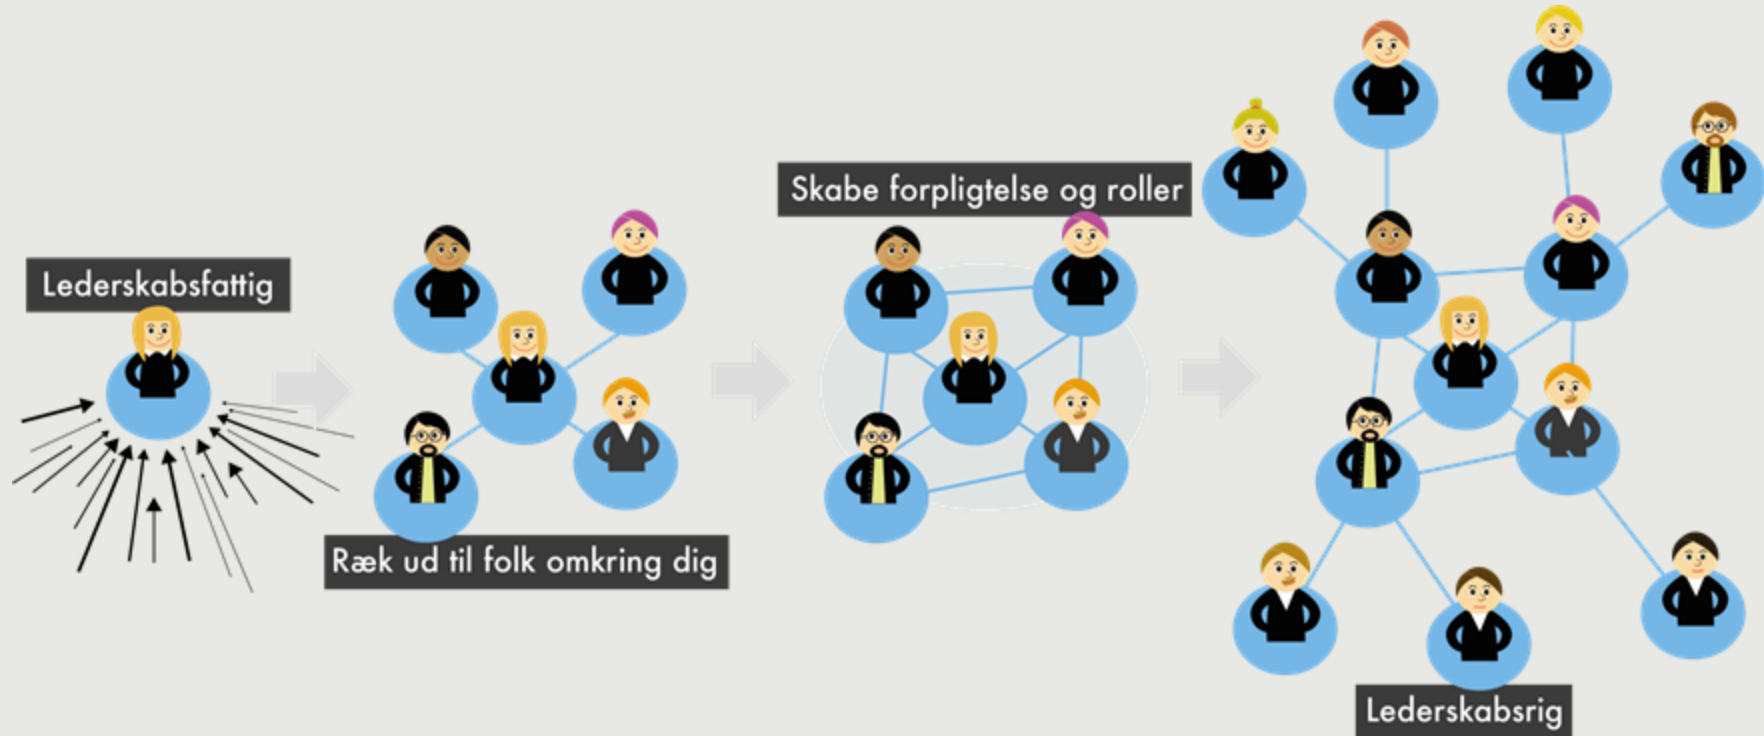 Lederskabsfattig
Ræk ud til folk omkring dig
Skabe forpligtelse og roller
Lederskabsrig